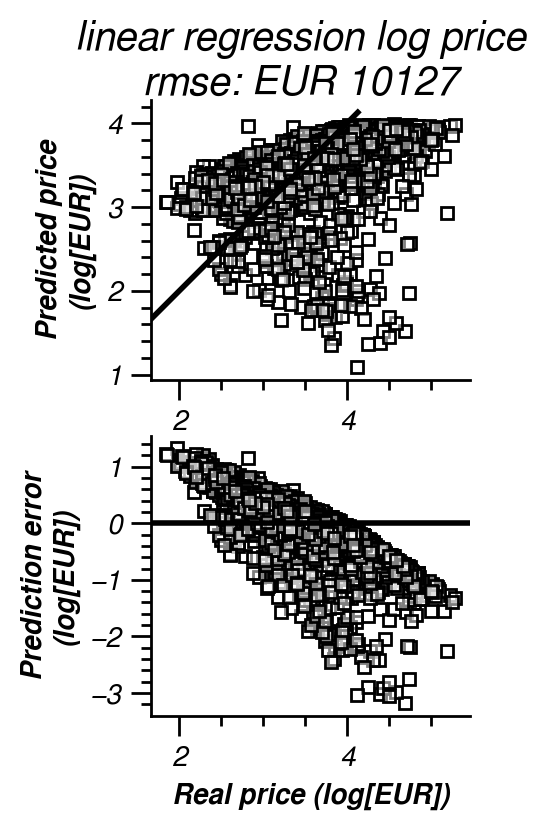 linear regression log price
rmse: EUR 10127
4
3
2
1
Predicted price
(log[EUR])
2
4
1
0
−1
−2
−3
Prediction error
(log[EUR])
2
4
Real price (log[EUR])